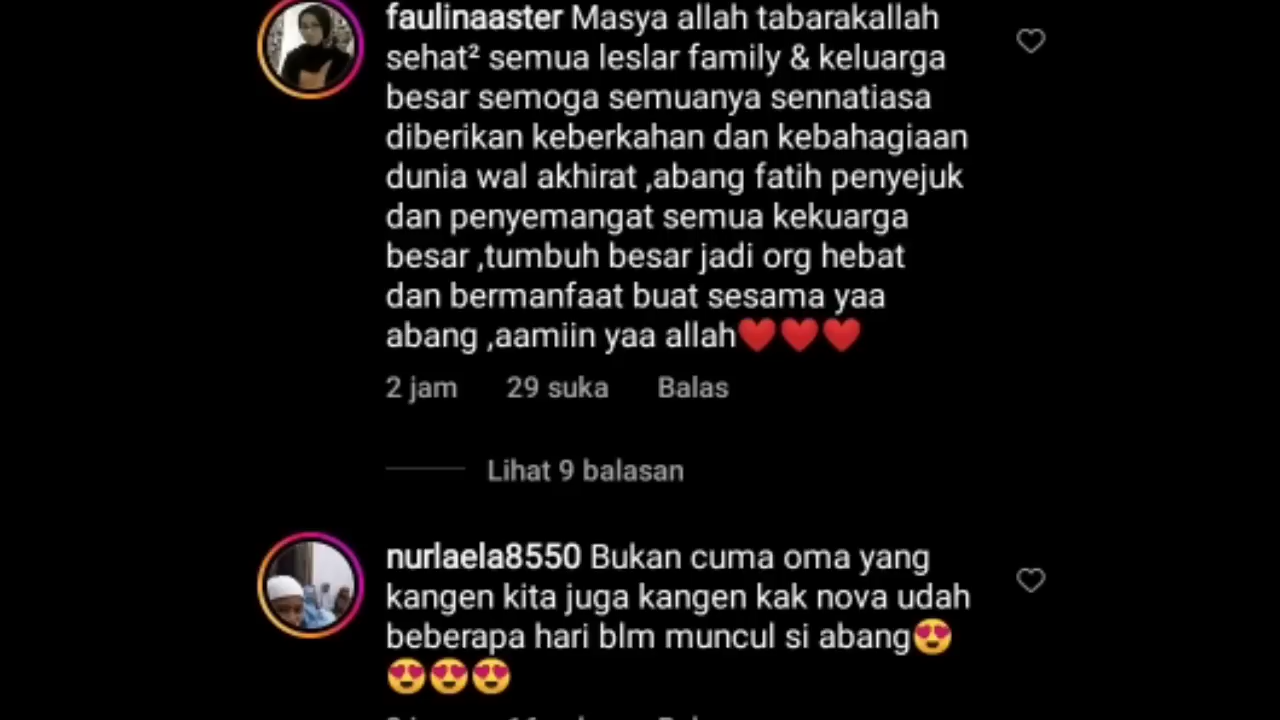 faulinaaster Masya allah tabarakallah
sehat² semua leslar family & keluarga
besar semoga semuanya sennatiasa
diberikan keberkahan dan kebahagiaan
dunia wal akhirat ,abang fatih penyejuk
dan penyemangat semua kekuarga
besar ,tumbuh besar jadi org hebat
dan bermanfaat buat sesama yaa
abang ,aamiin yaa allah❤️❤️❤️
2 jam 29 suka Balas
Lihat 9 balasan
nurlaela8550 Bukan cuma oma yang
kangen kita juga kangen kak nova udah
beberapa hari blm muncul si abang😍
😍😍😍